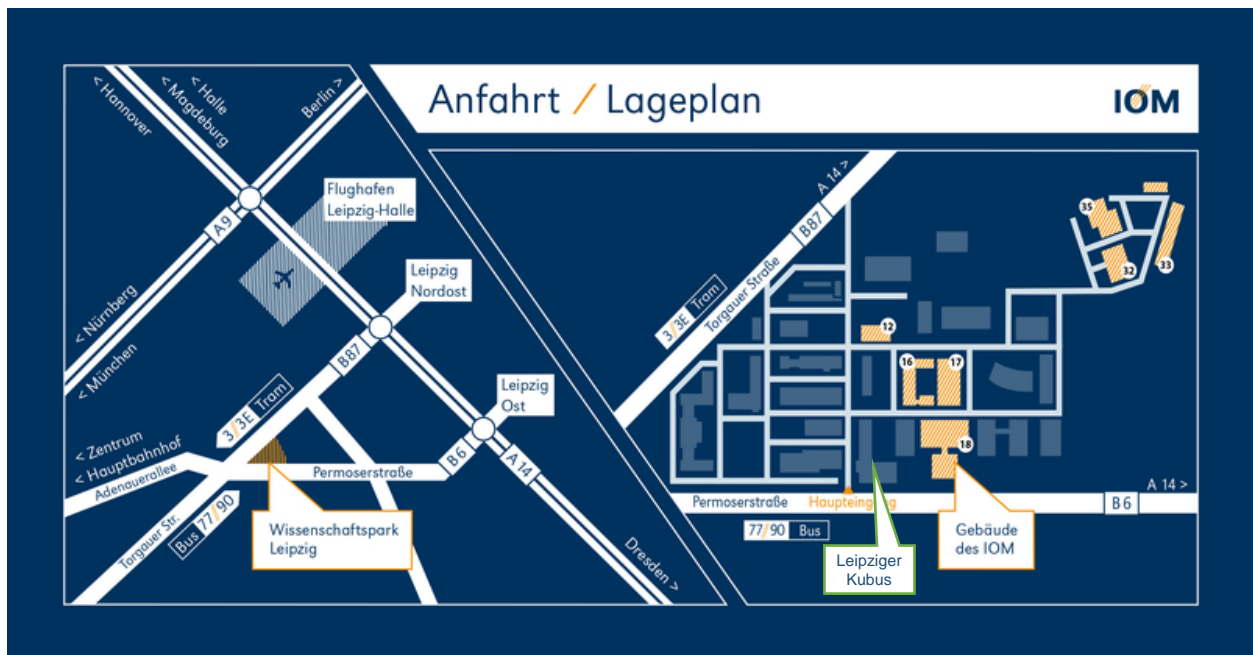 Anfahrt / Lageplan
IOM
< Hannover
< Halle
< Magdeburg
Berlin >
Flughafen
Leipzig-Halle
A 9
< Nürnberg
< München
Leipzig
Nordost
B87
3/3E Tram
Leipzig
Ost
< Zentrum
< Hauptbahnhof
Adenauerallee
Permoserstraße
B6
A 14
Torgauer Str.
Bus 77/90
Wissenschaftspark
Leipzig
Dresden >
A 14 >
B87
3/3E Tram
Torgauer Straße
35
32
33
12
16
17
18
A 14 >
Permoserstraße
Haupteingang
B6
77/90 Bus
Leipziger
Kubus
Gebäude
des IOM